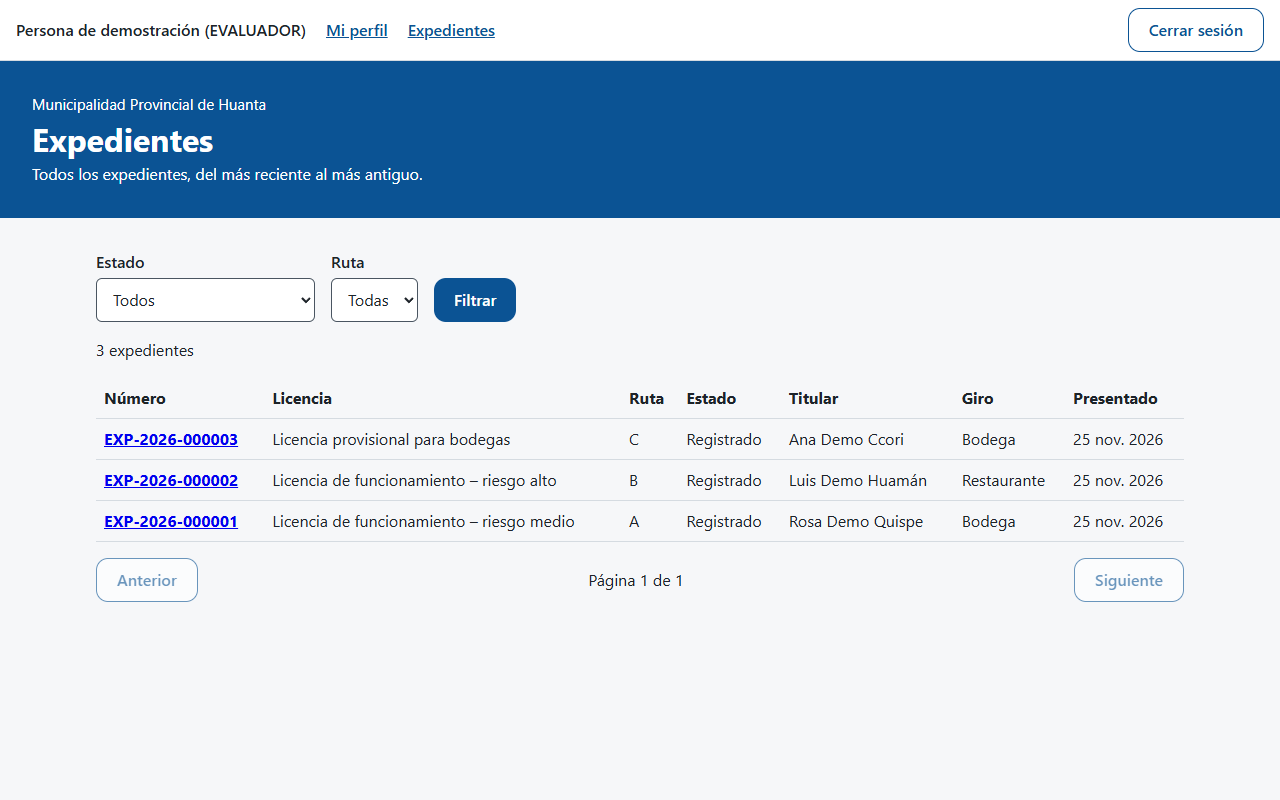 Persona de demostración (EVALUADOR) Mi perfil Expedientes Cerrar sesión
Municipalidad Provincial de Huanta
Expedientes
Todos los expedientes, del más reciente al más antiguo.
Estado Ruta
Todos Todas Filtrar
3 expedientes
Número Licencia Ruta Estado Titular Giro Presentado
EXP-2026-000003 Licencia provisional para bodegas C Registrado Ana Demo Ccori Bodega 25 nov. 2026
EXP-2026-000002 Licencia de funcionamiento – riesgo alto B Registrado Luis Demo Huamán Restaurante 25 nov. 2026
EXP-2026-000001 Licencia de funcionamiento – riesgo medio A Registrado Rosa Demo Quispe Bodega 25 nov. 2026
Anterior Página 1 de 1 Siguiente